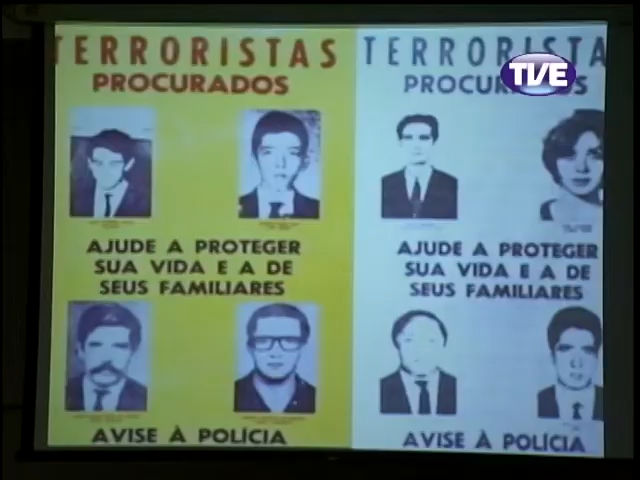 TERRORISTAS
PROCURADOS
AJUDE A PROTEGER
SUA VIDA E A DE
SEUS FAMILIARES
AVISE À POLÍCIA
TERRORISTA
PROCURADOS
AJUDE A PROTEGER
SUA VIDA E A DE
SEUS FAMILIARES
AVISE À POLÍCIA
TVE